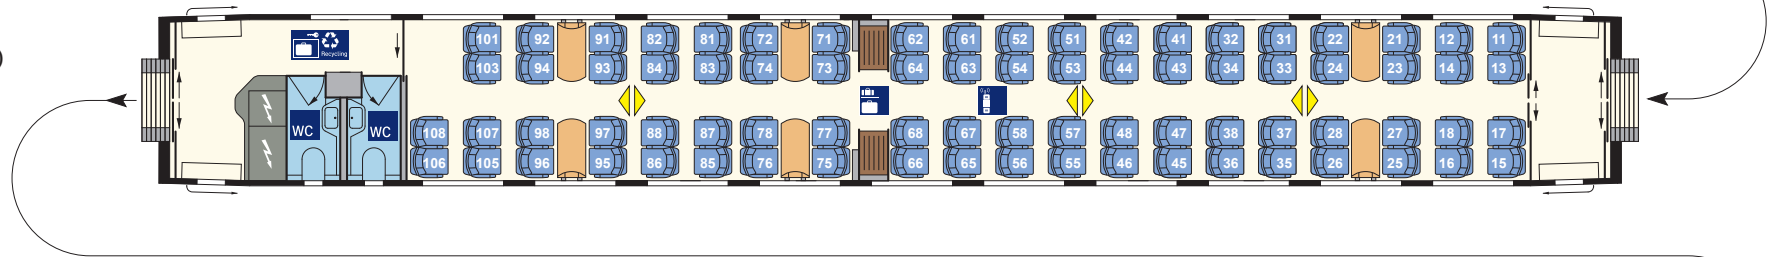 Recycling
101 92 91 82 81 72 71 62 61 52 51 42 41 32 31 22 21 12 11
103 94 93 84 83 74 73 64 63 54 53 44 43 34 33 24 23 14 13
WC WC
108 107 98 97 88 87 78 77 68 67 58 57 48 47 38 37 28 27 18 17
106 105 96 95 86 85 76 75 66 65 56 55 46 45 36 35 26 25 16 15